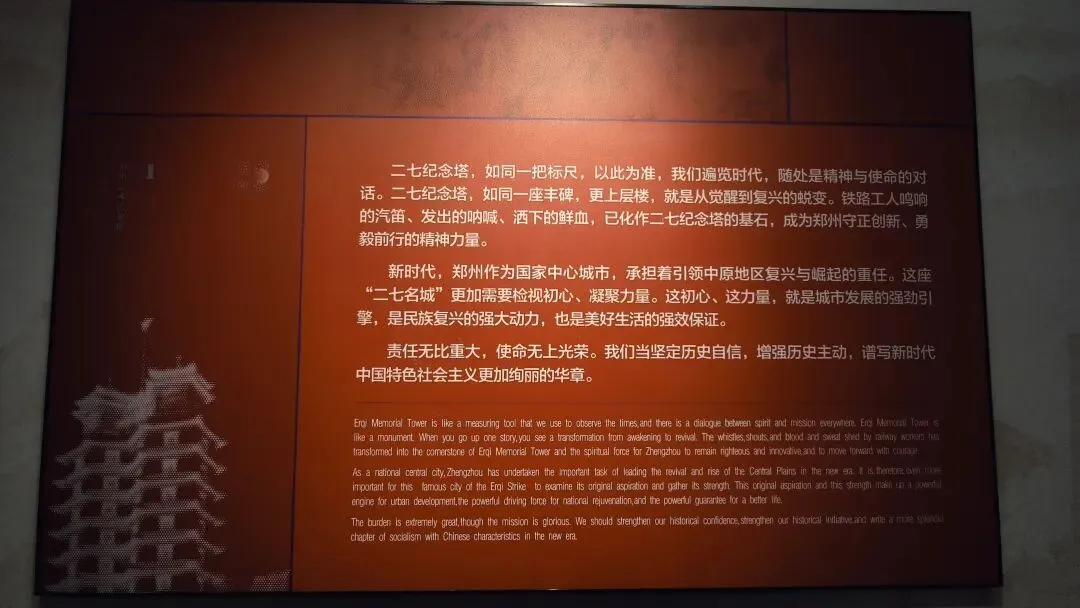 二七纪念塔，如同一把标尺，以此为准，我们遍览时代，随处是精神与使命的对
话。二七纪念塔，如同一座丰碑，更上层楼，就是从觉醒到复兴的蜕变。铁路工人鸣响
的汽笛、发出的呐喊、洒下的鲜血，已化作二七纪念塔的基石，成为郑州守正创新、勇
毅前行的精神力量。
新时代，郑州作为国家中心城市，承担着引领中原地区复兴与崛起的重任。这座
“二七名城”更加需要检视初心、凝聚力量。这初心、这力量，就是城市发展的强劲引
擎，是民族复兴的强大动力，也是美好生活的强效保证。
责任无比重大，使命无上光荣。我们当坚定历史自信，增强历史主动，谱写新时代
中国特色社会主义更加绚丽的华章。
Erqi Memorial Tower is like a measuring tool that we use to observe the times,and there is a dialogue between spirit and mission everywhere. Erqi Memorial Tower is
like a monument. When you go up one story,you see a transformation from awakening to revival. The whistles,shouts,and blood and sweat shed by railway workers has
transformed into the cornerstone of Erqi Memorial Tower and the spiritual force for Zhengzhou to remain righteous and innovative,and to move forward with courage.
As a national central city,Zhengzhou has undertaken the important task of leading the revival and rise of the Central Plains in the new era. It is,therefore,even more
important for this famous city of the Erqi Strike to examine its original aspiration and gather its strength. This original aspiration and this strength make up a powerful
engine for urban development,the powerful driving force for national rejuvenation,and the powerful guarantee for a better life.
The burden is extremely great,though the mission is glorious. We should strengthen our historical confidence,strengthen our historical initiative,and write a more splendid
chapter of socialism with Chinese characteristics in the new era.